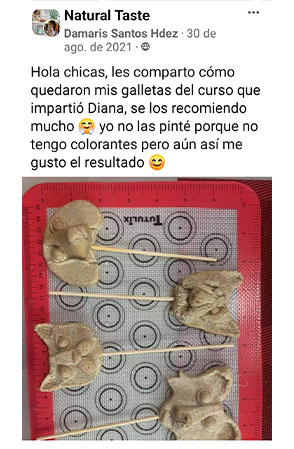 Natural Taste
Damaris Santos Hdez · 30 de
ago. de 2021 ·
Hola chicas, les comparto cómo
quedaron mis galletas del curso que
impartió Diana, se los recomiendo
mucho 🤗 yo no las pinté porque no
tengo colorantes pero aún así me
gusto el resultado 😊
TUTULIX